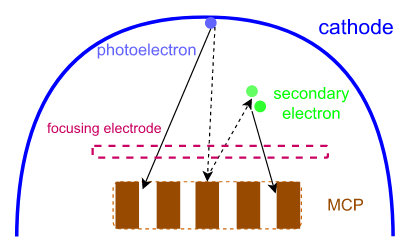 cathode
photoelectron
secondary
electron
focusing electrode
MCP